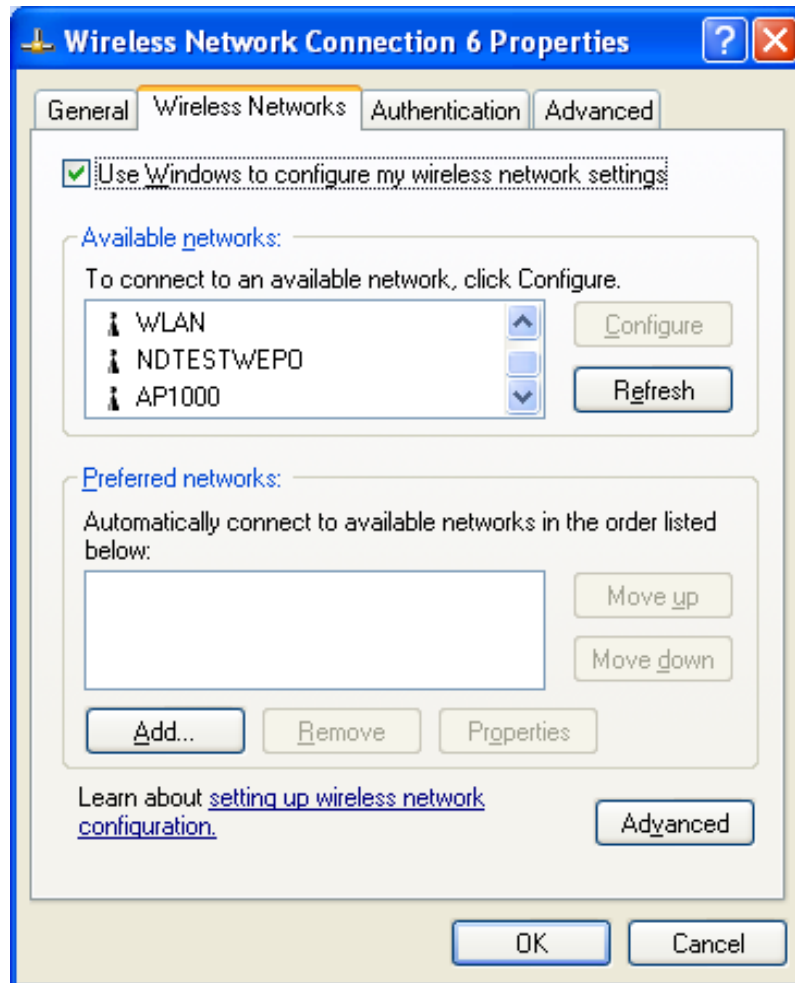 Wireless Network Connection 6 Properties
General Wireless Networks Authentication Advanced
Use Windows to configure my wireless network settings
Available networks:
To connect to an available network, click Configure.
WLAN
NDTESTWEP0
AP1000
Configure
Refresh
Preferred networks:
Automatically connect to available networks in the order listed
below:
Move up
Move down
Add... Remove Properties
Learn about setting up wireless network
configuration.
Advanced
OK Cancel